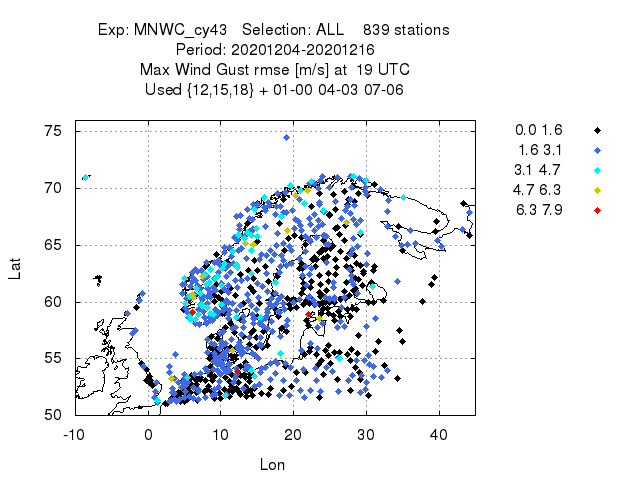 Exp: MNWC_cy43   Selection: ALL    839 stations
Period: 20201204-20201216
Max Wind Gust rmse [m/s] at  19 UTC
Used {12,15,18} + 01-00 04-03 07-06
0.0 1.6
1.6 3.1
3.1 4.7
4.7 6.3
6.3 7.9
75
70
65
60
55
50
Lat
-10 0 10 20 30 40
Lon